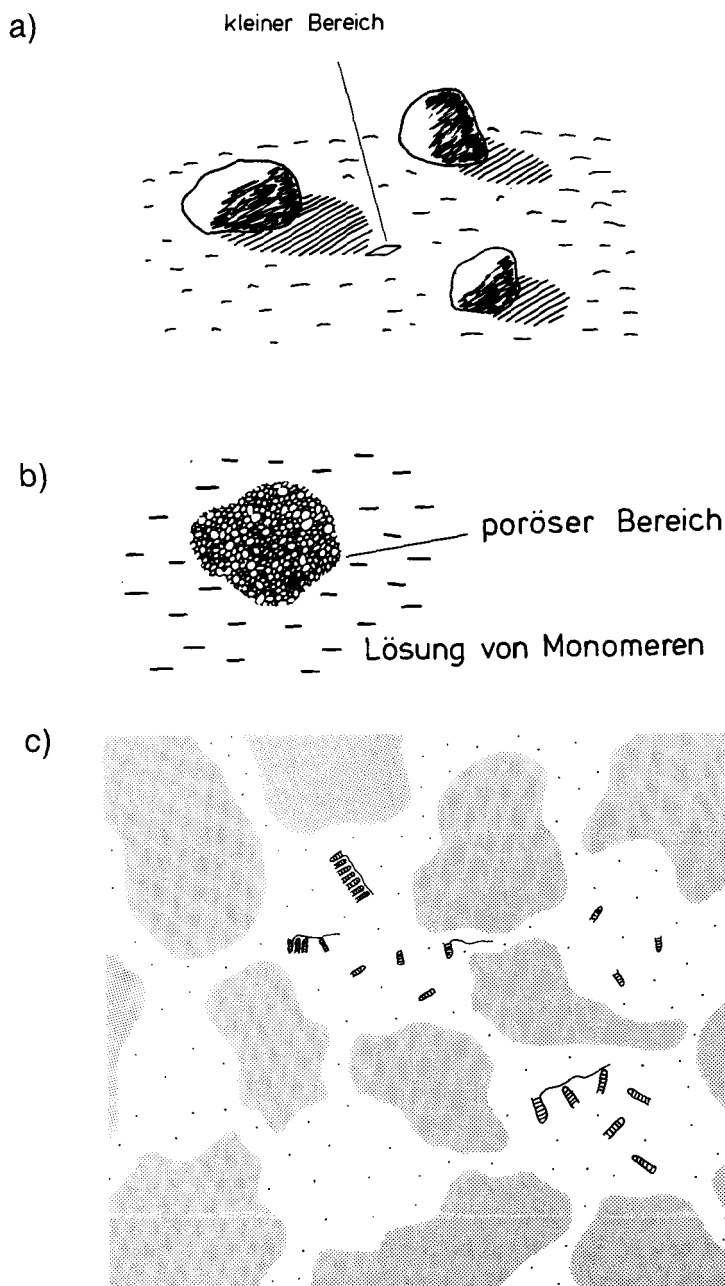 a)
kleiner Bereich
b)
poröser Bereich
Lösung von Monomeren
c)